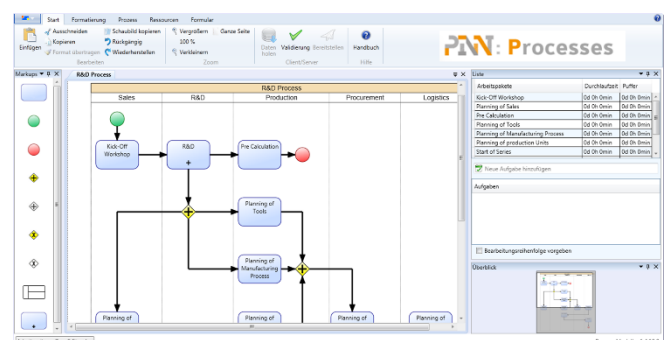 Start Formatierung Prozess Ressourcen Formular
Einfügen
Ausschneiden
Kopieren
Format übertragen
Schaubild kopieren
Rückgängig
Wiederherstellen
Bearbeiten
Vergrößern
100 %
Verkleinern
Ganze Seite
Zoom
Daten holen
Validierung
Bereitstellen
Client/Server
Handbuch
Hilfe
PNN: Processes
Markups
R&D Process
R&D Process
Sales R&D Production Procurement Logistics
Kick-Off
Workshop
R&D
Pre Calculation
Planning of
Tools
Planning of
Manufacturing
Process
Planning of
Planning of
Planning of
Planning of
Liste
Arbeitspakete Durchlaufzeit Puffer
Kick-Off Workshop 0d 0h 0min 0d 0h 0min
Planning of Sales 0d 0h 0min 0d 0h 0min
Pre Calculation 0d 0h 0min 0d 0h 0min
Planning of Tools 0d 0h 0min 0d 0h 0min
Planning of Manufacturing Process 0d 0h 0min 0d 0h 0min
Planning of production Units 0d 0h 0min 0d 0h 0min
Start of Series 0d 0h 0min 0d 0h 0min
Neue Aufgabe hinzufügen
Aufgaben
Bearbeitungsreihenfolge vorgeben
Überblick